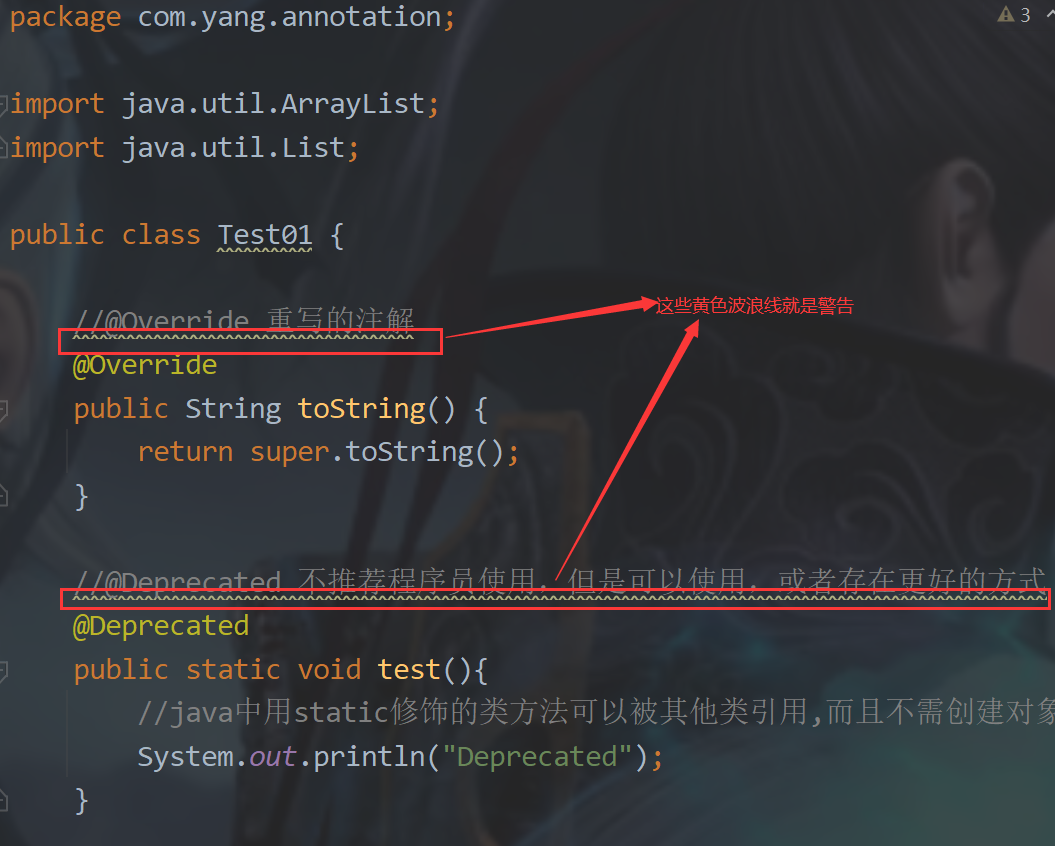 package com.yang.annotation;
3
import java.util.ArrayList;
import java.util.List;
public class Test01 {
//@Override 重写的注解
这些黄色波浪线就是警告
@Override
public String toString() {
return super.toString();
}
//@Deprecated 不推荐程序员使用，但是可以使用，或者存在更好的方式
@Deprecated
public static void test(){
//java中用static修饰的类方法可以被其他类引用,而且不需创建对象
System.out.println("Deprecated");
}